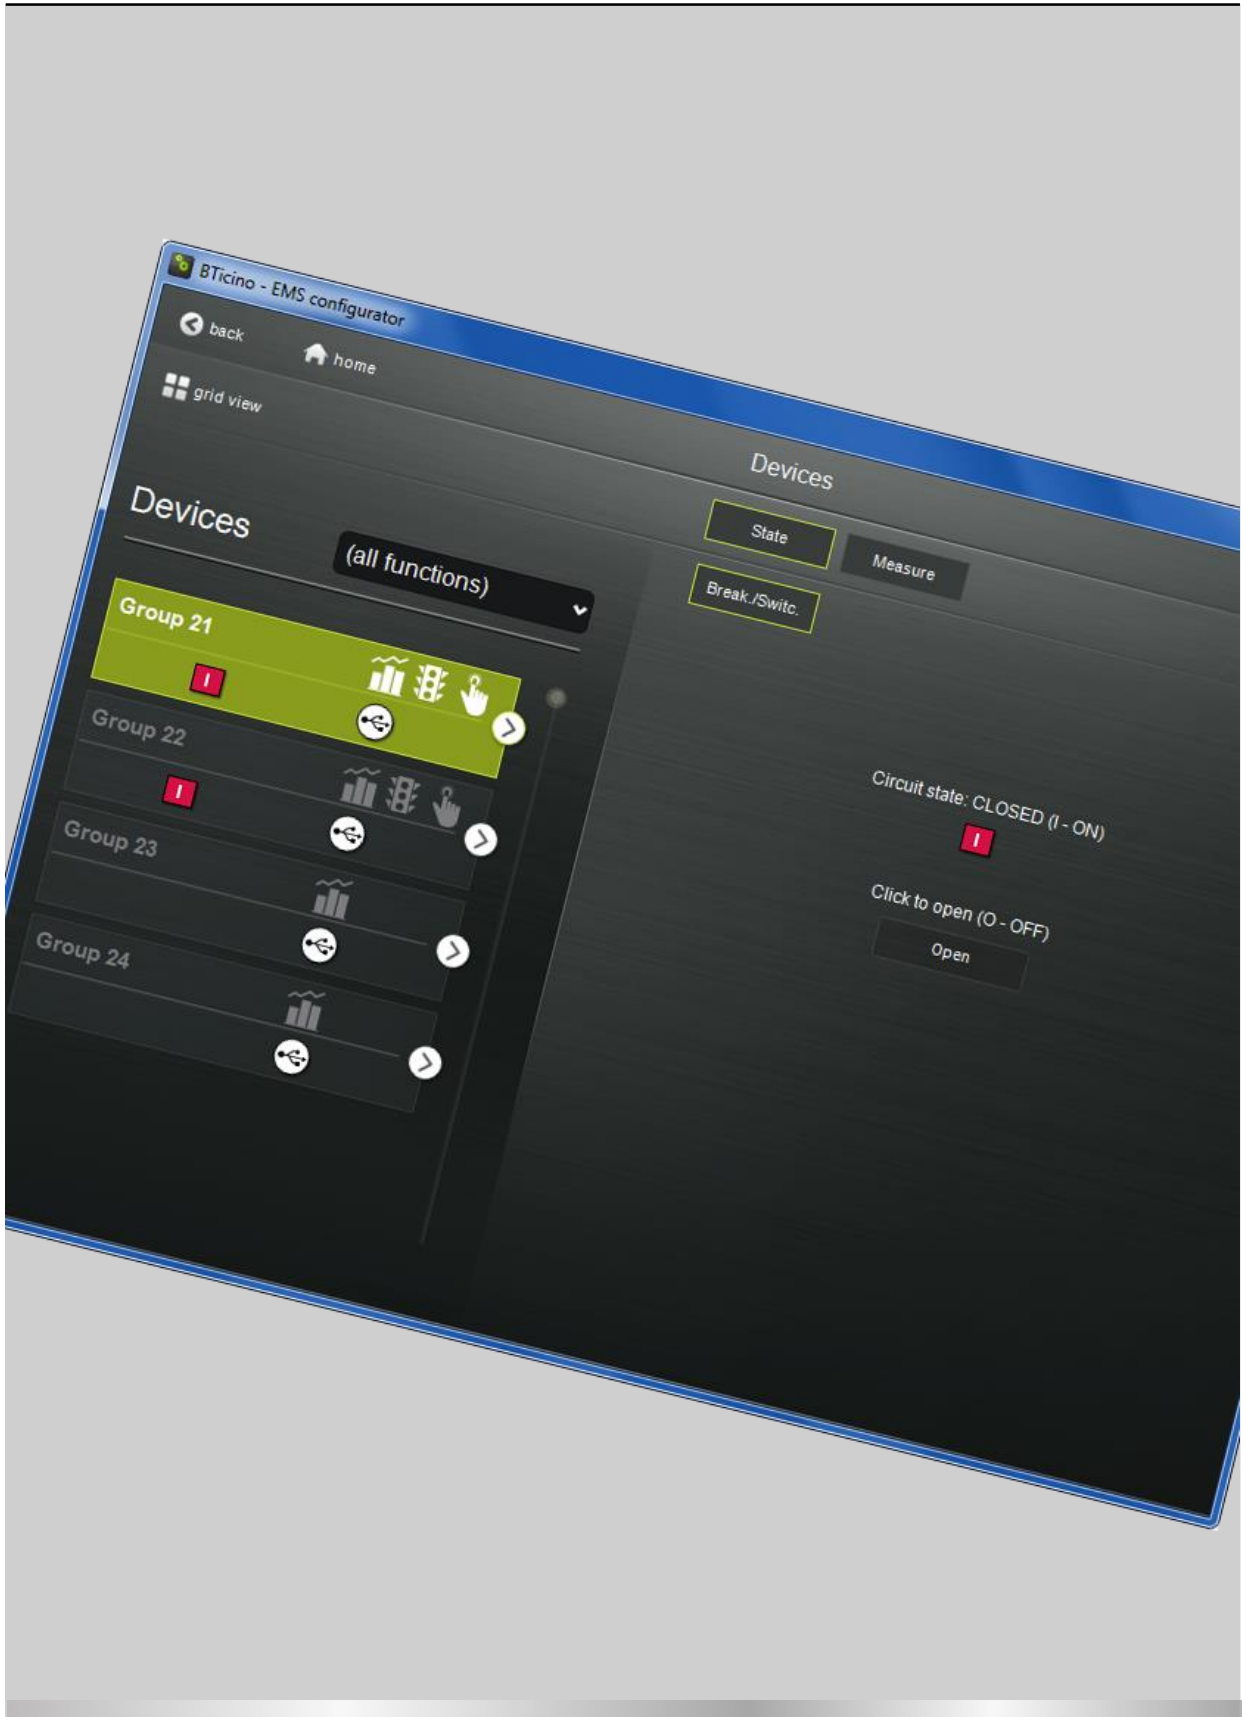 BTicino - EMS configurator
back
home
grid view
Devices
Devices
(all functions)
State
Measure
Break./Switc.
Group 21
I
Group 22
I
Group 23
Group 24
Circuit state: CLOSED (I - ON)
I
Click to open (O - OFF)
Open